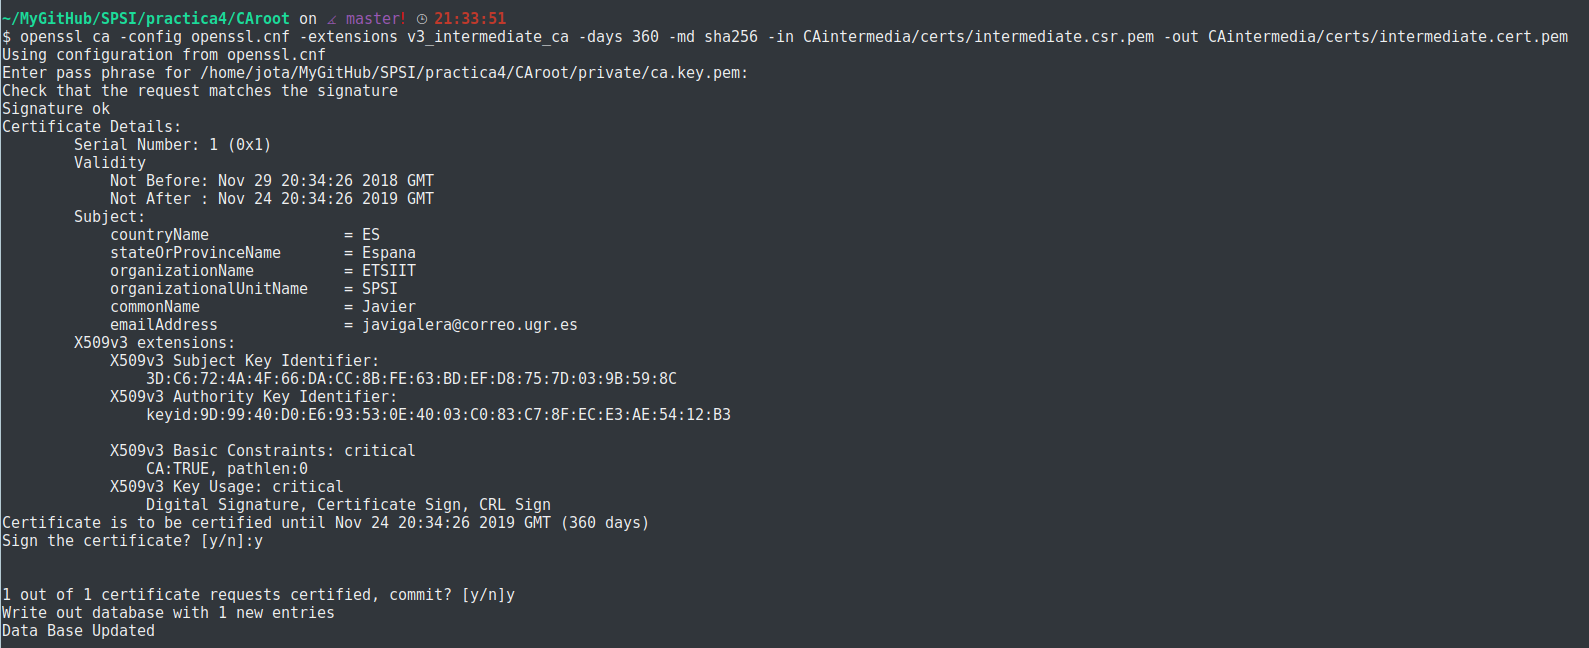 ~/MyGitHub/SPSI/practica4/CAroot on master! 21:33:51
$ openssl ca -config openssl.cnf -extensions v3_intermediate_ca -days 360 -md sha256 -in CAintermedia/certs/intermediate.csr.pem -out CAintermedia/certs/intermediate.cert.pem
Using configuration from openssl.cnf
Enter pass phrase for /home/jota/MyGitHub/SPSI/practica4/CAroot/private/ca.key.pem:
Check that the request matches the signature
Signature ok
Certificate Details:
        Serial Number: 1 (0x1)
        Validity
            Not Before: Nov 29 20:34:26 2018 GMT
            Not After : Nov 24 20:34:26 2019 GMT
        Subject:
            countryName               = ES
            stateOrProvinceName       = Espana
            organizationName          = ETSIIT
            organizationalUnitName    = SPSI
            commonName                = Javier
            emailAddress              = javigalera@correo.ugr.es
        X509v3 extensions:
            X509v3 Subject Key Identifier:
                3D:C6:72:4A:4F:66:DA:CC:8B:FE:63:BD:EF:D8:75:7D:03:9B:59:8C
            X509v3 Authority Key Identifier:
                keyid:9D:99:40:D0:E6:93:53:0E:40:03:C0:83:C7:8F:EC:E3:AE:54:12:B3

            X509v3 Basic Constraints: critical
                CA:TRUE, pathlen:0
            X509v3 Key Usage: critical
                Digital Signature, Certificate Sign, CRL Sign
Certificate is to be certified until Nov 24 20:34:26 2019 GMT (360 days)
Sign the certificate? [y/n]:y


1 out of 1 certificate requests certified, commit? [y/n]y
Write out database with 1 new entries
Data Base Updated